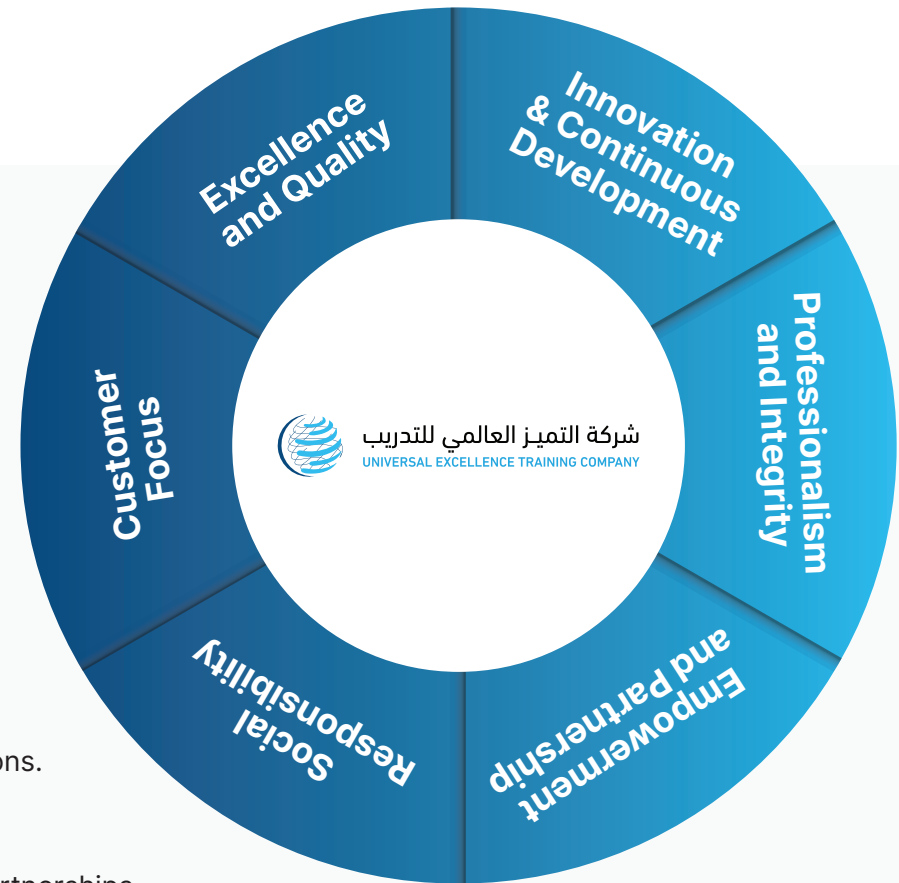 Innovation
& Continuous
Development
Professionalism
and Integrity
Empowerment
and Partnership
Social
Responsibility
Customer
Focus
Excellence
and Quality
شركة التميز العالمي للتدريب
UNIVERSAL EXCELLENCE TRAINING COMPANY